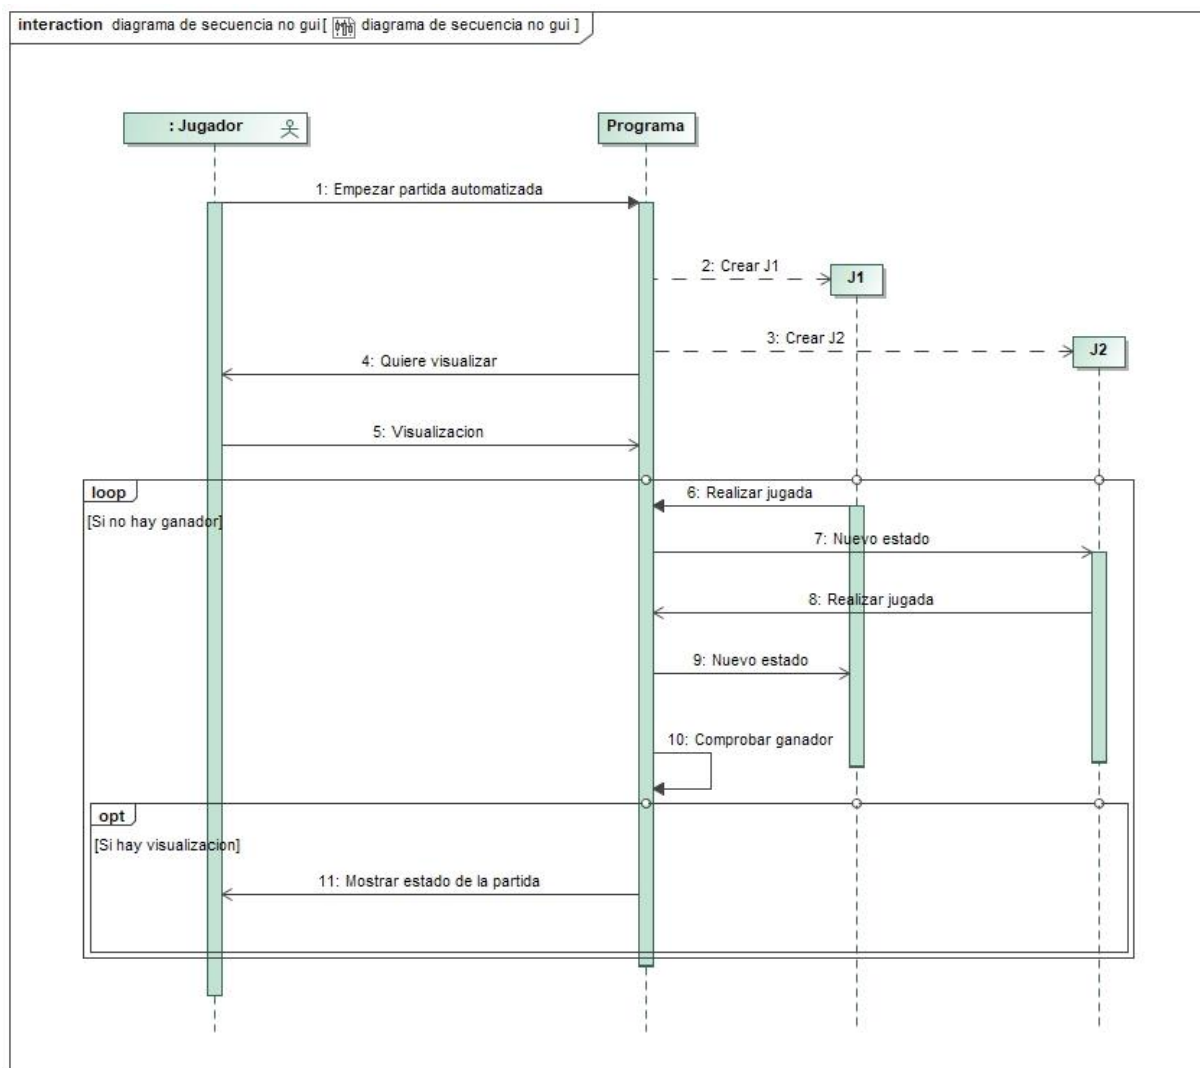 interaction diagrama de secuencia no gui[ diagrama de secuencia no gui ]
: Jugador
Programa
1: Empezar partida automatizada
2: Crear J1
J1
3: Crear J2
J2
4: Quiere visualizar
5: Visualizacion
loop
6: Realizar jugada
[Si no hay ganador]
7: Nuevo estado
8: Realizar jugada
9: Nuevo estado
10: Comprobar ganador
opt
[Si hay visualizacion]
11: Mostrar estado de la partida